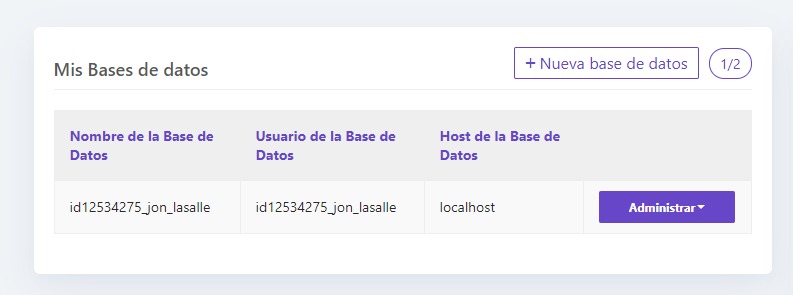 Mis Bases de datos
+ Nueva base de datos
1/2
Nombre de la Base de
Datos
Usuario de la Base de
Datos
Host de la Base de
Datos
id12534275_jon_lasalle
id12534275_jon_lasalle
localhost
Administrar